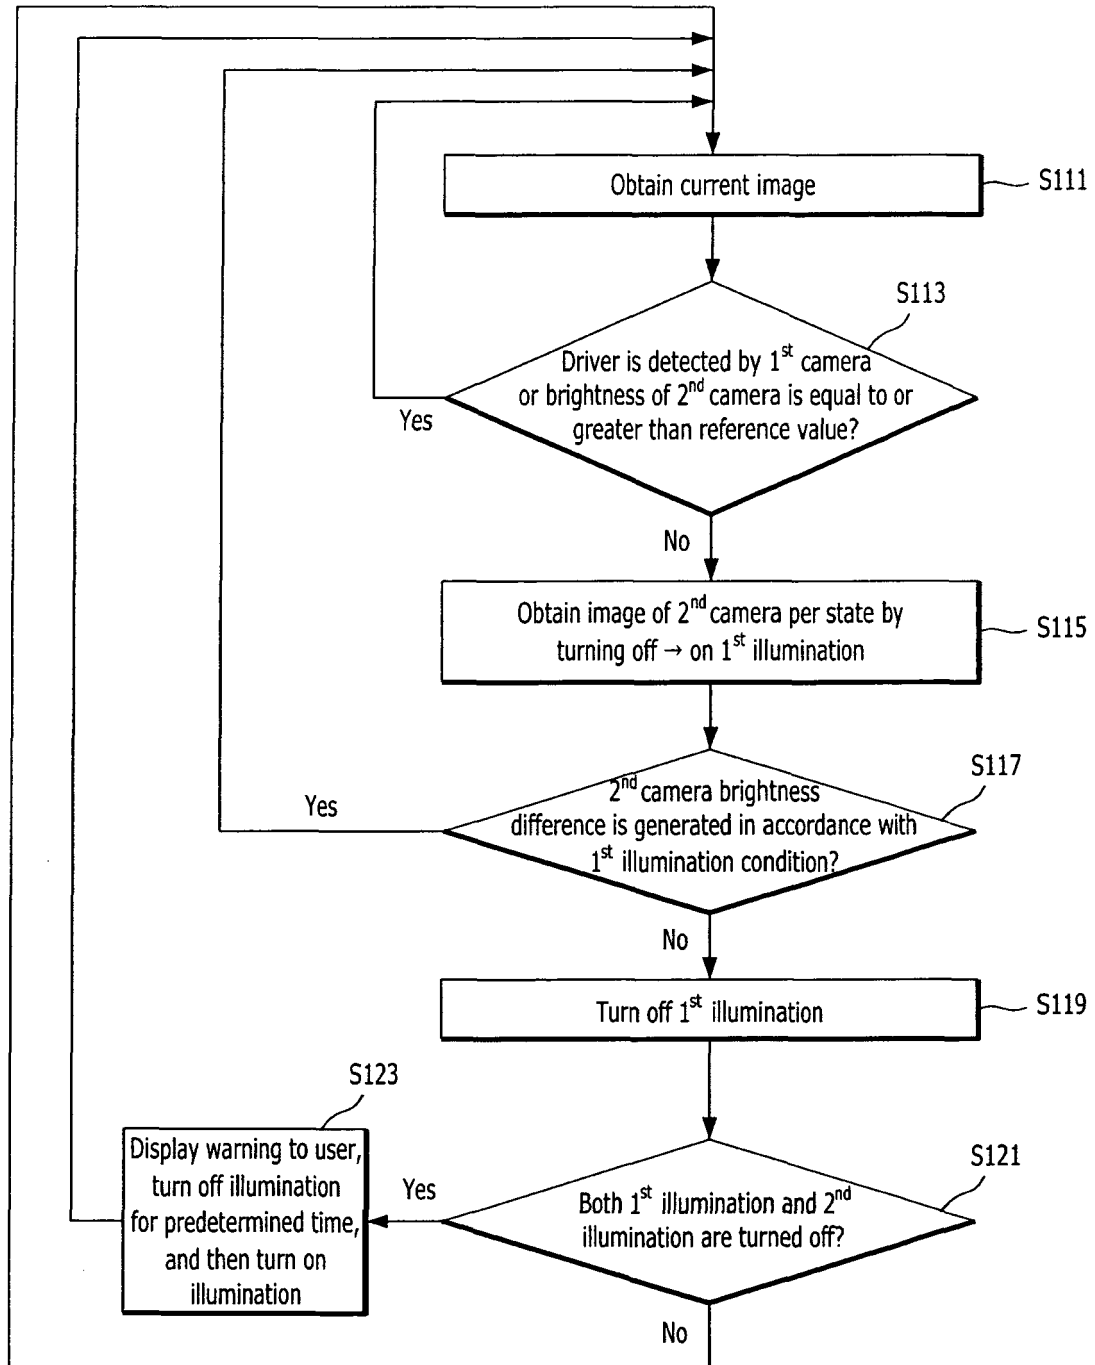 Obtain current image
S111
S113
Driver is detected by 1st camera
or brightness of 2nd camera is equal to or
greater than reference value?
Yes
No
Obtain image of 2nd camera per state by
turning off → on 1st illumination
S115
S117
2nd camera brightness
difference is generated in accordance with
1st illumination condition?
Yes
No
Turn off 1st illumination
S119
S123
Display warning to user,
turn off illumination
for predetermined time,
and then turn on
illumination
Yes
S121
Both 1st illumination and 2nd
illumination are turned off?
No